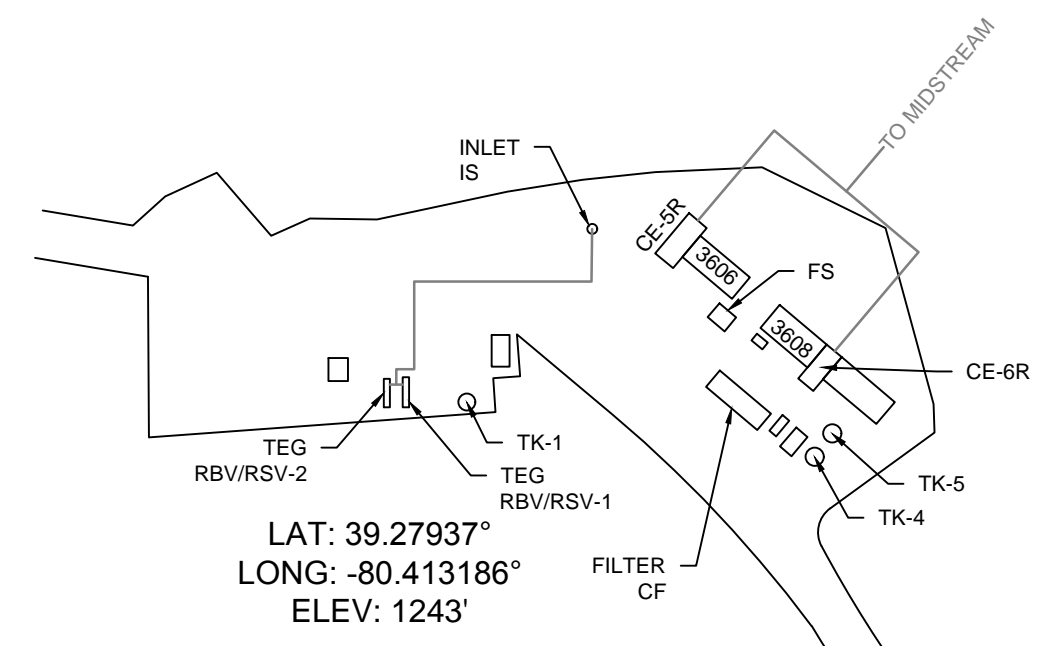 TO MIDSTREAM
INLET
IS
CE-5R
3606
FS
3608
CE-6R
TEG
RBV/RSV-2
TK-1
TEG
RBV/RSV-1
TK-5
TK-4
FILTER
CF
LAT: 39.27937°
LONG: -80.413186°
ELEV: 1243'